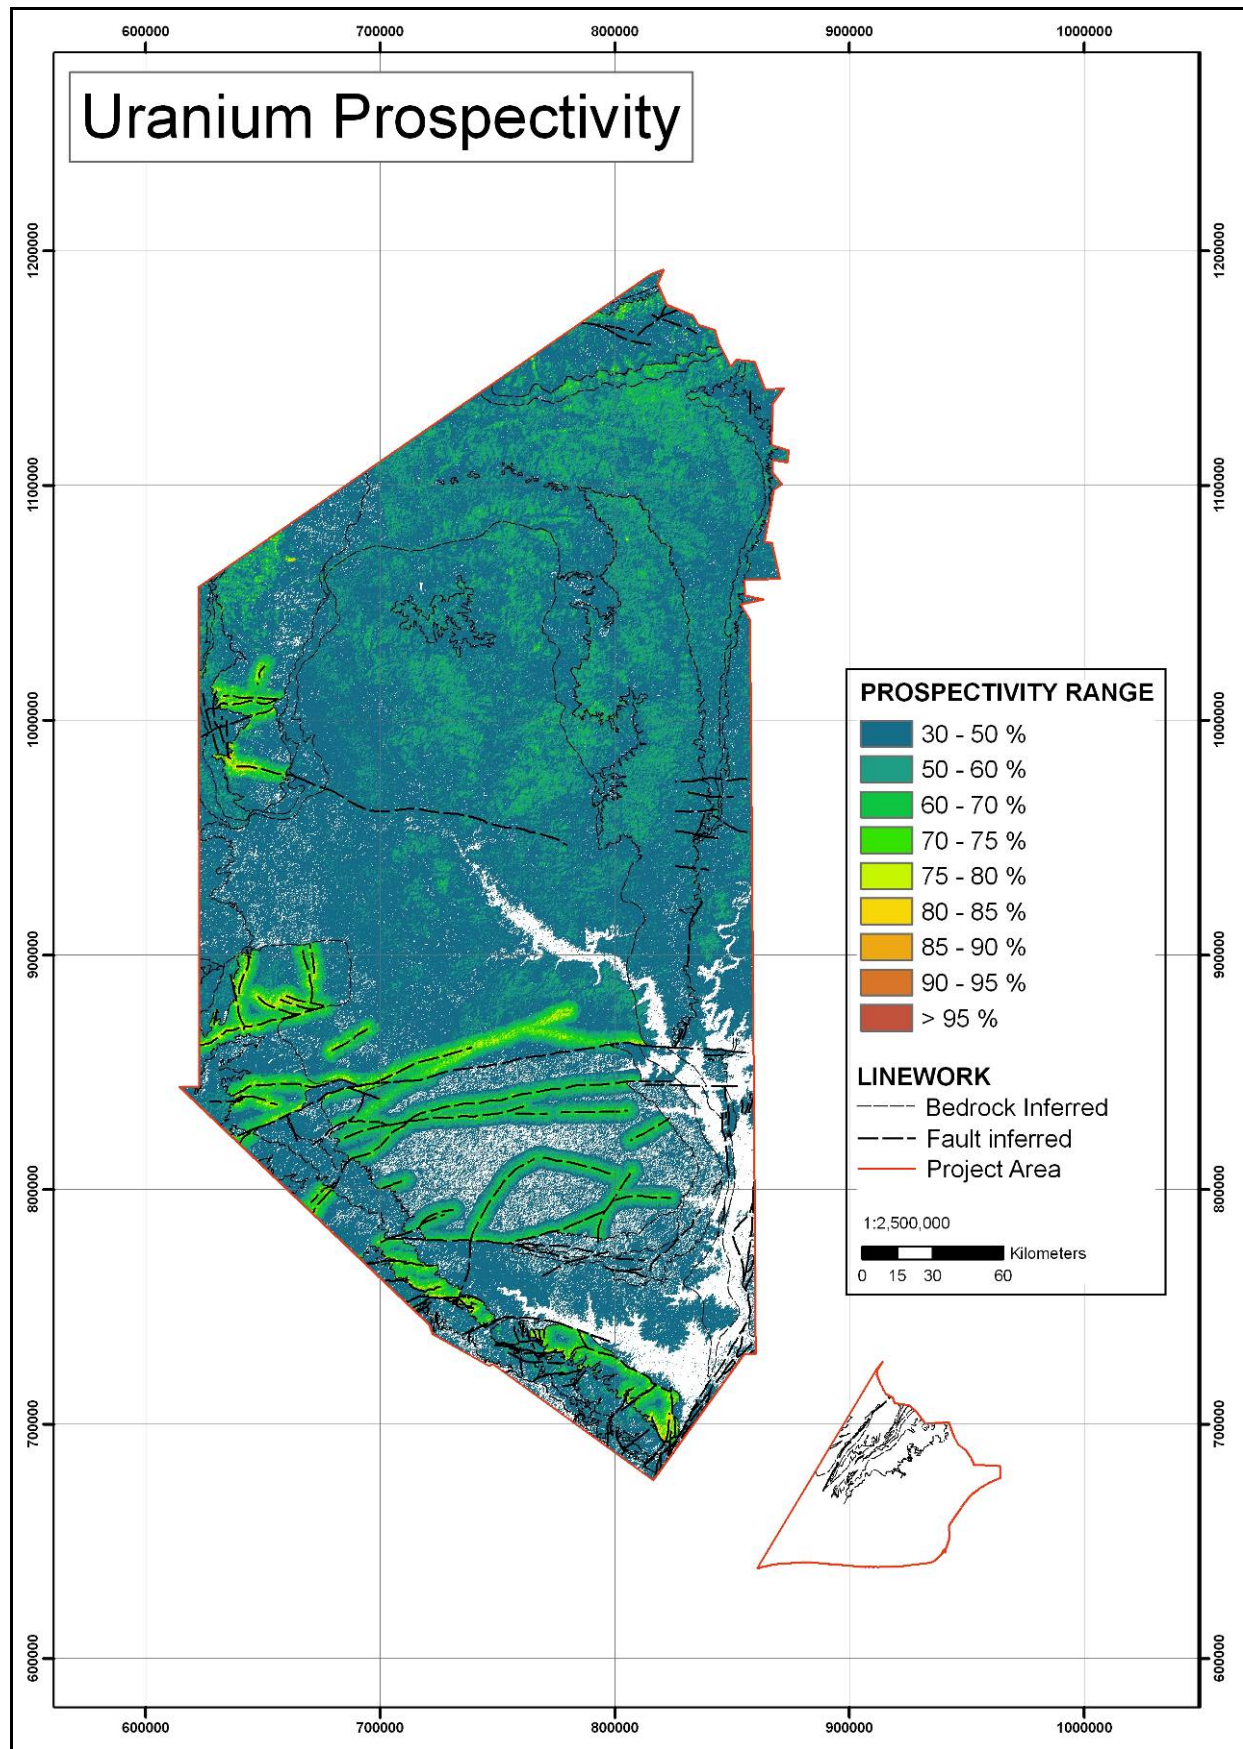 600000 700000 800000 900000 1000000
Uranium Prospectivity
1200000 1200000
1100000 1100000
1000000 1000000
900000 900000
800000 800000
700000 700000
600000 600000
PROSPECTIVITY RANGE
30 - 50 %
50 - 60 %
60 - 70 %
70 - 75 %
75 - 80 %
80 - 85 %
85 - 90 %
90 - 95 %
> 95 %
LINEWORK
Bedrock Inferred
Fault inferred
Project Area
1:2,500,000
Kilometers
0 15 30 60
600000 700000 800000 900000 1000000